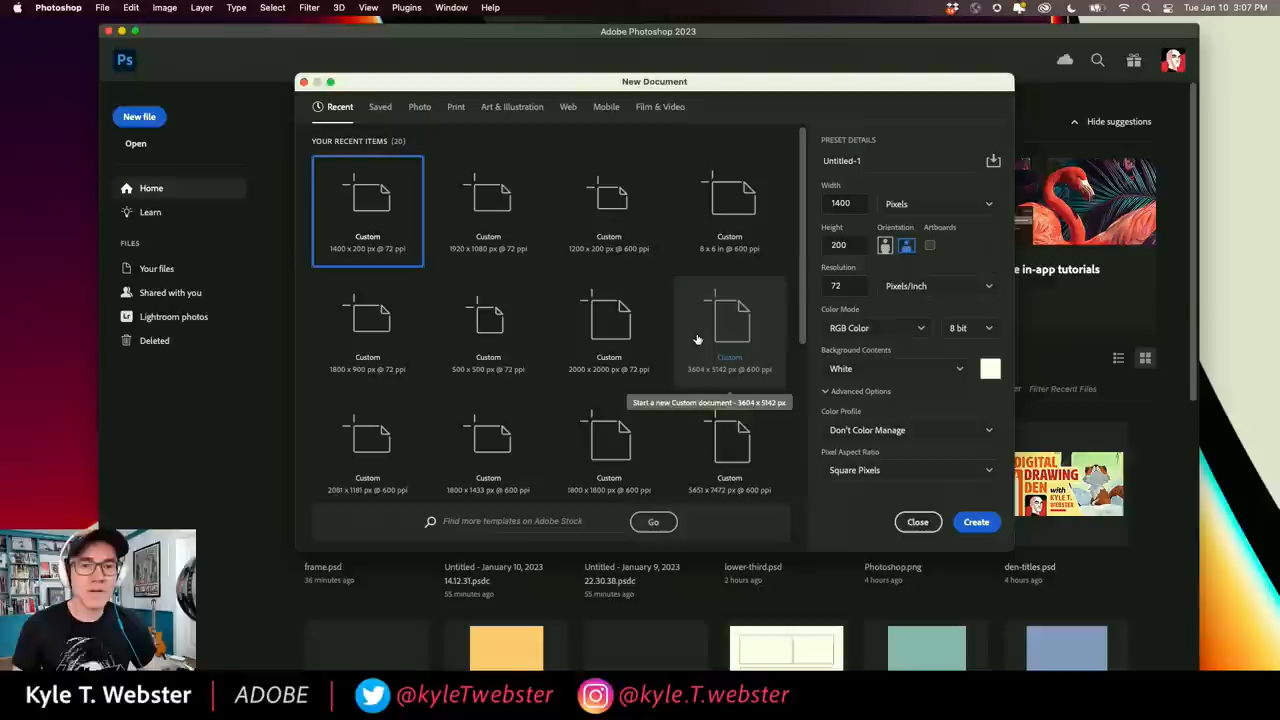 Photoshop File Edit Image Layer Type Select Filter 3D View Plugins Window Help Tue Jan 10 3:07 PM
Adobe Photoshop 2023
Ps
New Document
New file
Open
Home
Learn
FILES
Your files
Shared with you
Lr Lightroom photos
Deleted
Recent Saved Photo Print Art & Illustration Web Mobile Film & Video
YOUR RECENT ITEMS (20)
Custom
1400 x 200 px @ 72 ppi
Custom
1920 x 1080 px @ 72 ppi
Custom
1200 x 200 px @ 600 ppi
Custom
8 x 6 in @ 600 ppi
Custom
1800 x 900 px @ 72 ppi
Custom
500 x 500 px @ 72 ppi
Custom
2000 x 2000 px @ 72 ppi
Custom
3604 x 5142 px @ 600 ppi
Start a new Custom document - 3604 x 5142 px
Custom
2081 x 1181 px @ 600 ppi
Custom
1800 x 1433 px @ 600 ppi
Custom
1800 x 1800 px @ 600 ppi
Custom
5651 x 7472 px @ 600 ppi
Find more templates on Adobe Stock
Go
PRESET DETAILS
Untitled-1
Width
1400 Pixels
Height Orientation Artboards
200
Resolution
72 Pixels/Inch
Color Mode
RGB Color 8 bit
Background Contents
White
Advanced Options
Color Profile
Don't Color Manage
Pixel Aspect Ratio
Square Pixels
Close Create
Hide suggestions
e in-app tutorials
Filter Recent Files
DIGITAL
DRAWING
DEN
with
KYLE T.
WEBSTER
frame.psd
36 minutes ago
Untitled - January 10, 2023
14.12.31.psdc
55 minutes ago
Untitled - January 9, 2023
22.30.38.psdc
55 minutes ago
lower-third.psd
2 hours ago
Photoshop.png
4 hours ago
den-titles.psd
4 hours ago
Kyle T. Webster | ADOBE | @kyleTwebster @kyle.T.webster